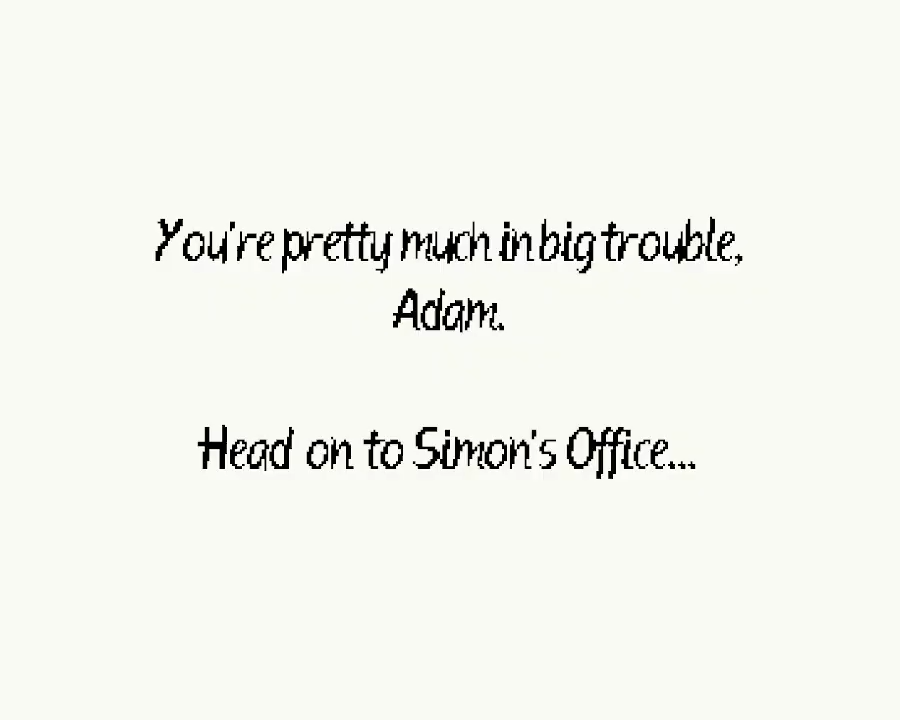 You're pretty much in big trouble,
Adam.
Head on to Simon's Office...